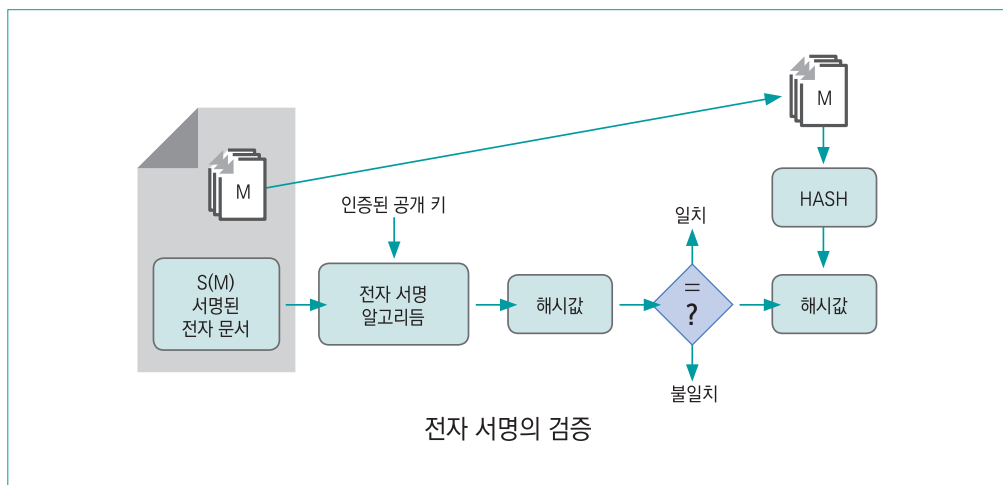 M
M
HASH
인증된 공개 키
일치
S(M)
서명된
전자 문서
전자 서명
알고리듬
해시값
=
?
해시값
불일치
전자 서명의 검증